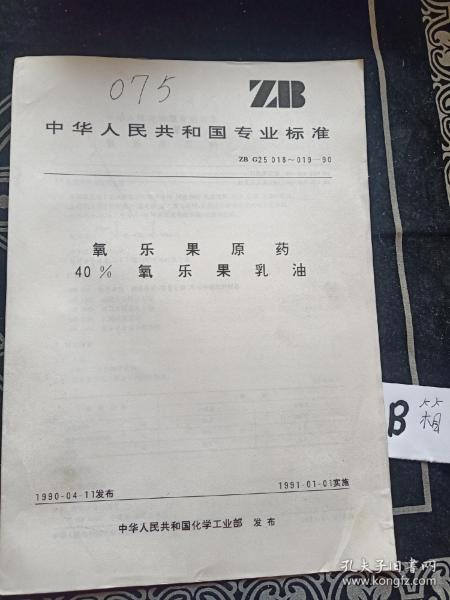 075
ZB
中华人民共和国专业标准
ZB G25 018～019—90
氧乐果原药
40% 氧乐果乳油
B 箱
1990-04-11发布
1991-01-01实施
中华人民共和国化学工业部 发布
孔夫子旧书网
www.kongfz.com